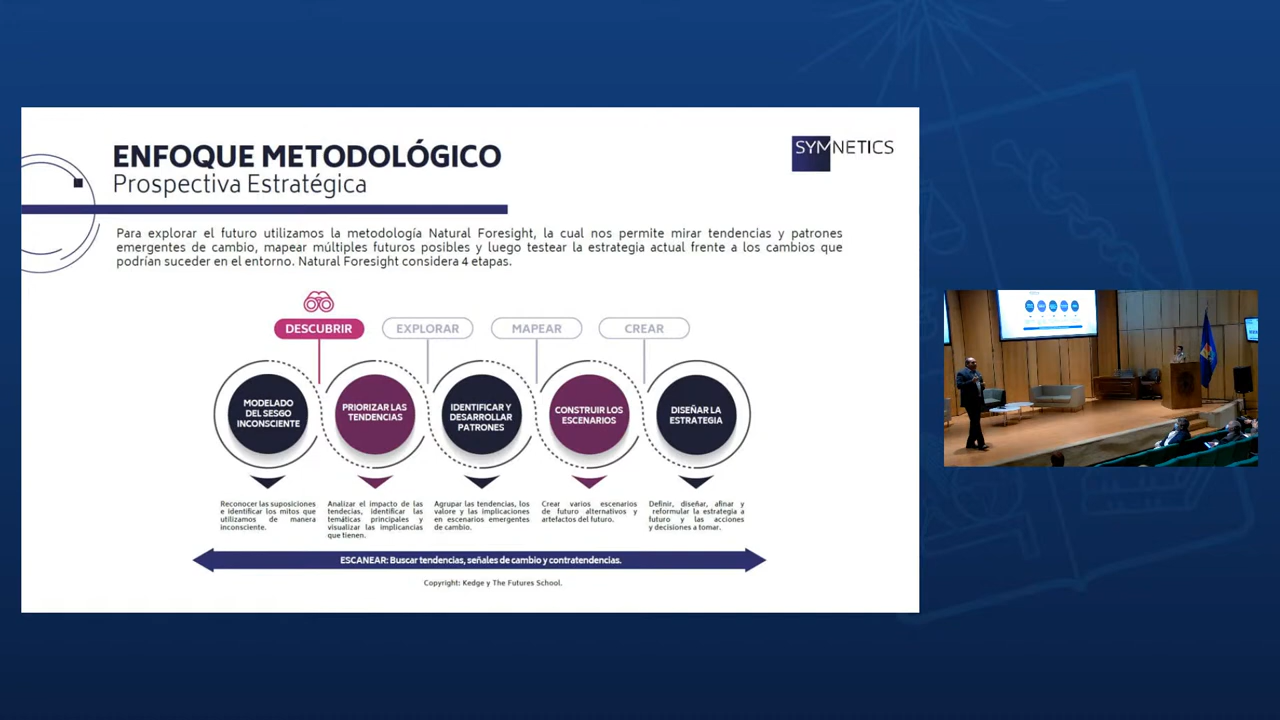 ENFOQUE METODOLÓGICO
Prospectiva Estratégica
SYMNETICS
Para explorar el futuro utilizamos la metodología Natural Foresight, la cual nos permite mirar tendencias y patrones
emergentes de cambio, mapear múltiples futuros posibles y luego testear la estrategia actual frente a los cambios que
podrían suceder en el entorno. Natural Foresight considera 4 etapas.
DESCUBRIR
EXPLORAR
MAPEAR
CREAR
MODELADO
DEL SESGO
INCONSCIENTE
PRIORIZAR LAS
TENDENCIAS
IDENTIFICAR Y
DESARROLLAR
PATRONES
CONSTRUIR LOS
ESCENARIOS
DISEÑAR LA
ESTRATEGIA
Reconocer las suposiciones
e identificar los mitos que
utilizamos de manera
inconsciente.
Analizar el impacto de las
tendecias, identificar las
temáticas principales y
visualizar las implicancias
que tienen.
Agrupar las tendencias, los
valore y las implicaciones
en escenarios emergentes
de cambio.
Crear varios escenarios
de futuro alternativos y
artefactos del futuro.
Definir, diseñar, afinar y
reformular la estrategia a
futuro y las acciones
y decisiones a tomar.
ESCANEAR: Buscar tendencias, señales de cambio y contratendencias.
Copyright: Kedge y The Futures School.